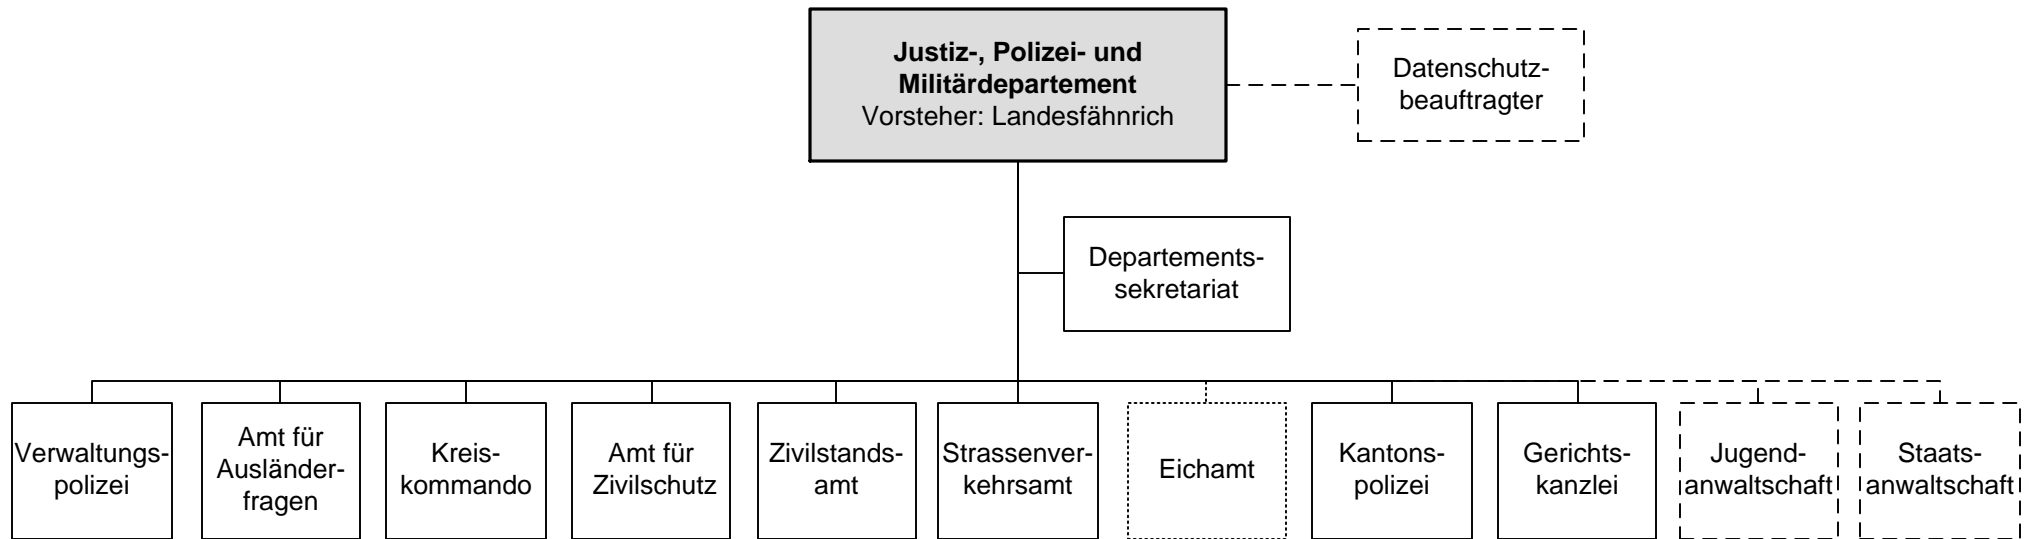 Justiz-, Polizei- und
Militärdepartement
Vorsteher: Landesfähnrich
Datenschutz-
beauftragter
Departements-
sekretariat
Verwaltungs-
polizei
Amt für
Ausländer-
fragen
Kreis-
kommando
Amt für
Zivilschutz
Zivilstands-
amt
Strassenver-
kehrsamt
Eichamt
Kantons-
polizei
Gerichts-
kanzlei
Jugend-
anwaltschaft
Staats-
anwaltschaft